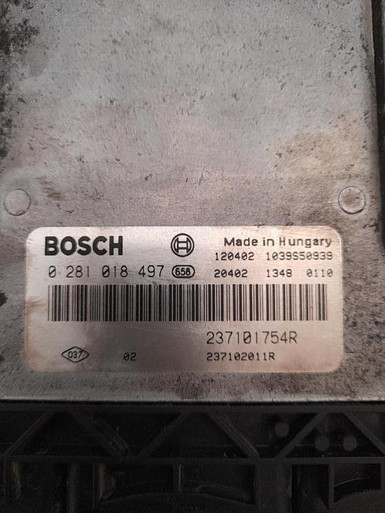 BOSCH Made in Hungary
120402 1039S50939
0 281 018 497 658 20402 1348 0110
237101754R
037 02 237102011R